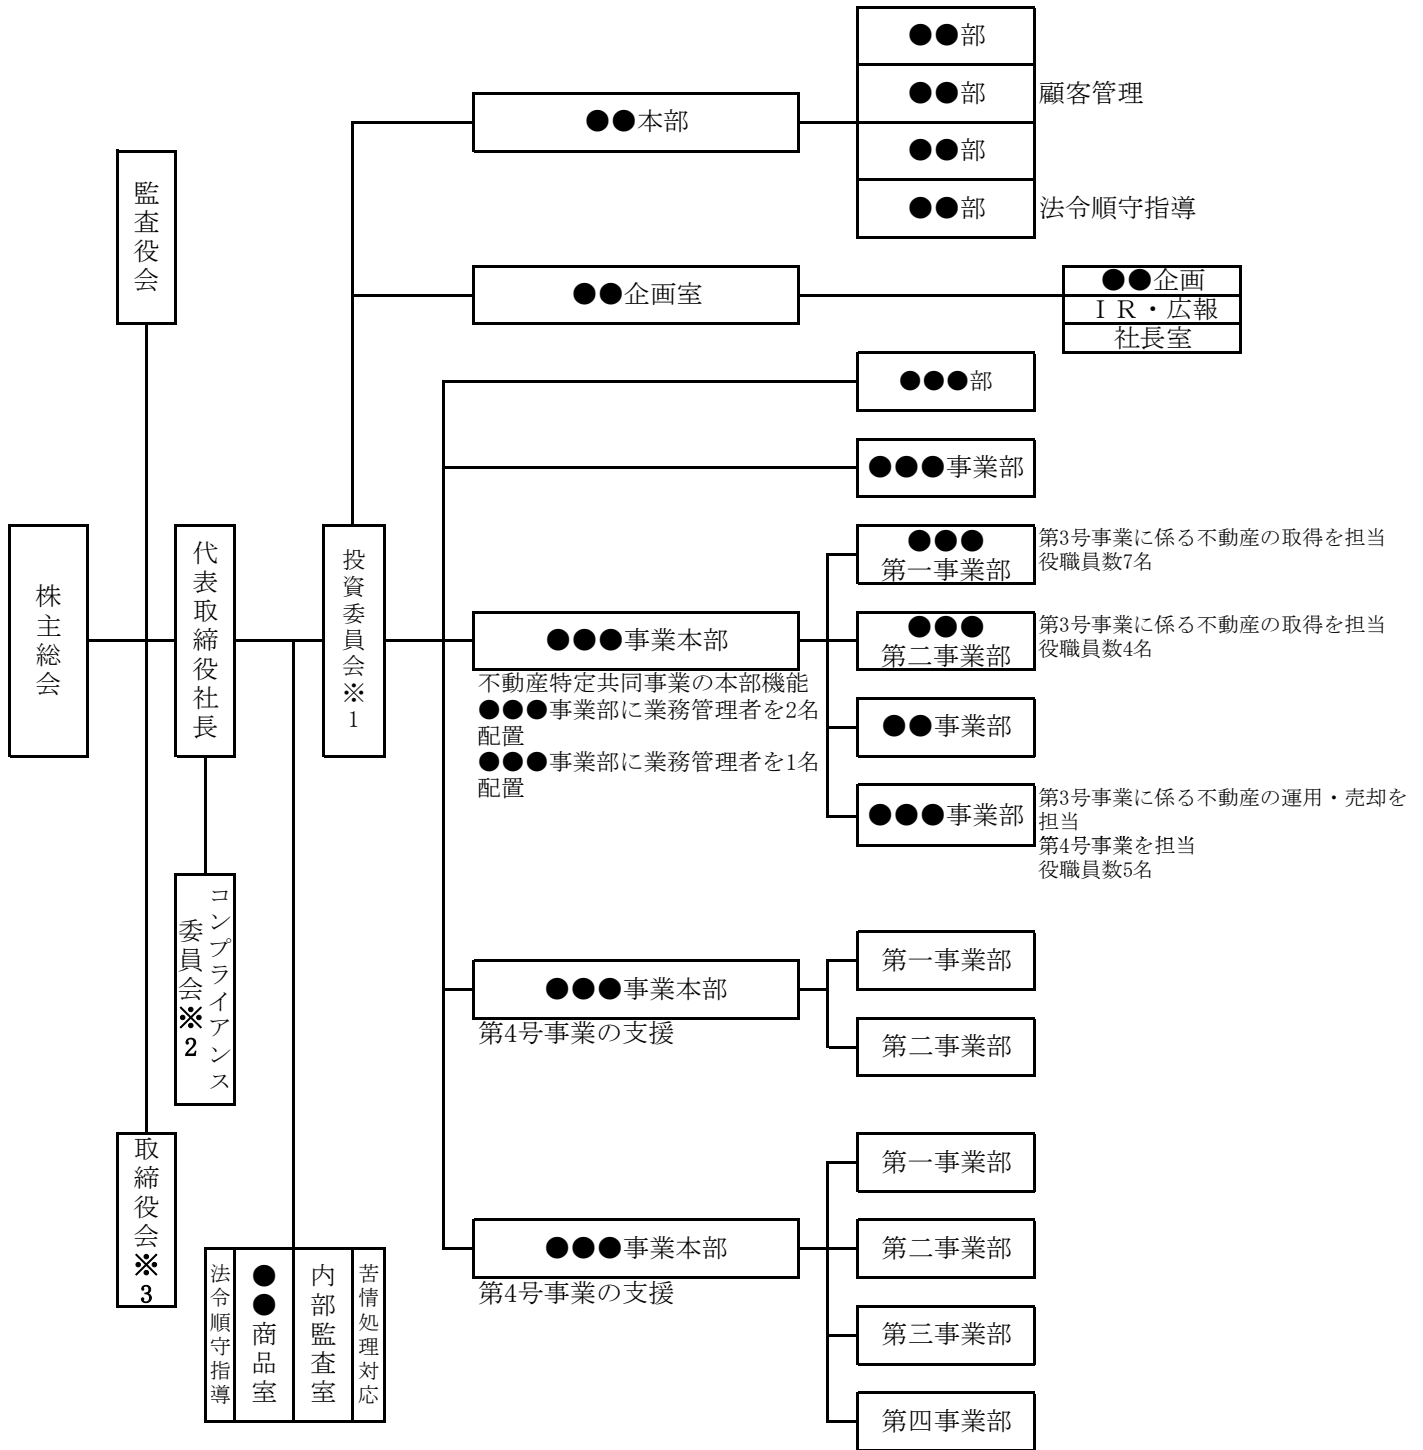 ●●部
●●部
顧客管理
●●本部
●●部
●●部
法令順守指導
監査役会
●●企画室
●●企画
ＩＲ・広報
社長室
●●●部
●●●事業部
株主総会
代表取締役社長
投資委員会※1
●●●
第一事業部
第3号事業に係る不動産の取得を担当
役職員数7名
●●●事業本部
不動産特定共同事業の本部機能
●●●事業部に業務管理者を2名
配置
●●●事業部に業務管理者を1名
配置
●●●
第二事業部
第3号事業に係る不動産の取得を担当
役職員数4名
●●事業部
●●●事業部
第3号事業に係る不動産の運用・売却を
担当
第4号事業を担当
役職員数5名
コンプライアンス
委員会※2
●●●事業本部
第4号事業の支援
第一事業部
第二事業部
取締役会※3
法令順守指導
●●商品室
内部監査室
苦情処理対応
●●●事業本部
第4号事業の支援
第一事業部
第二事業部
第三事業部
第四事業部